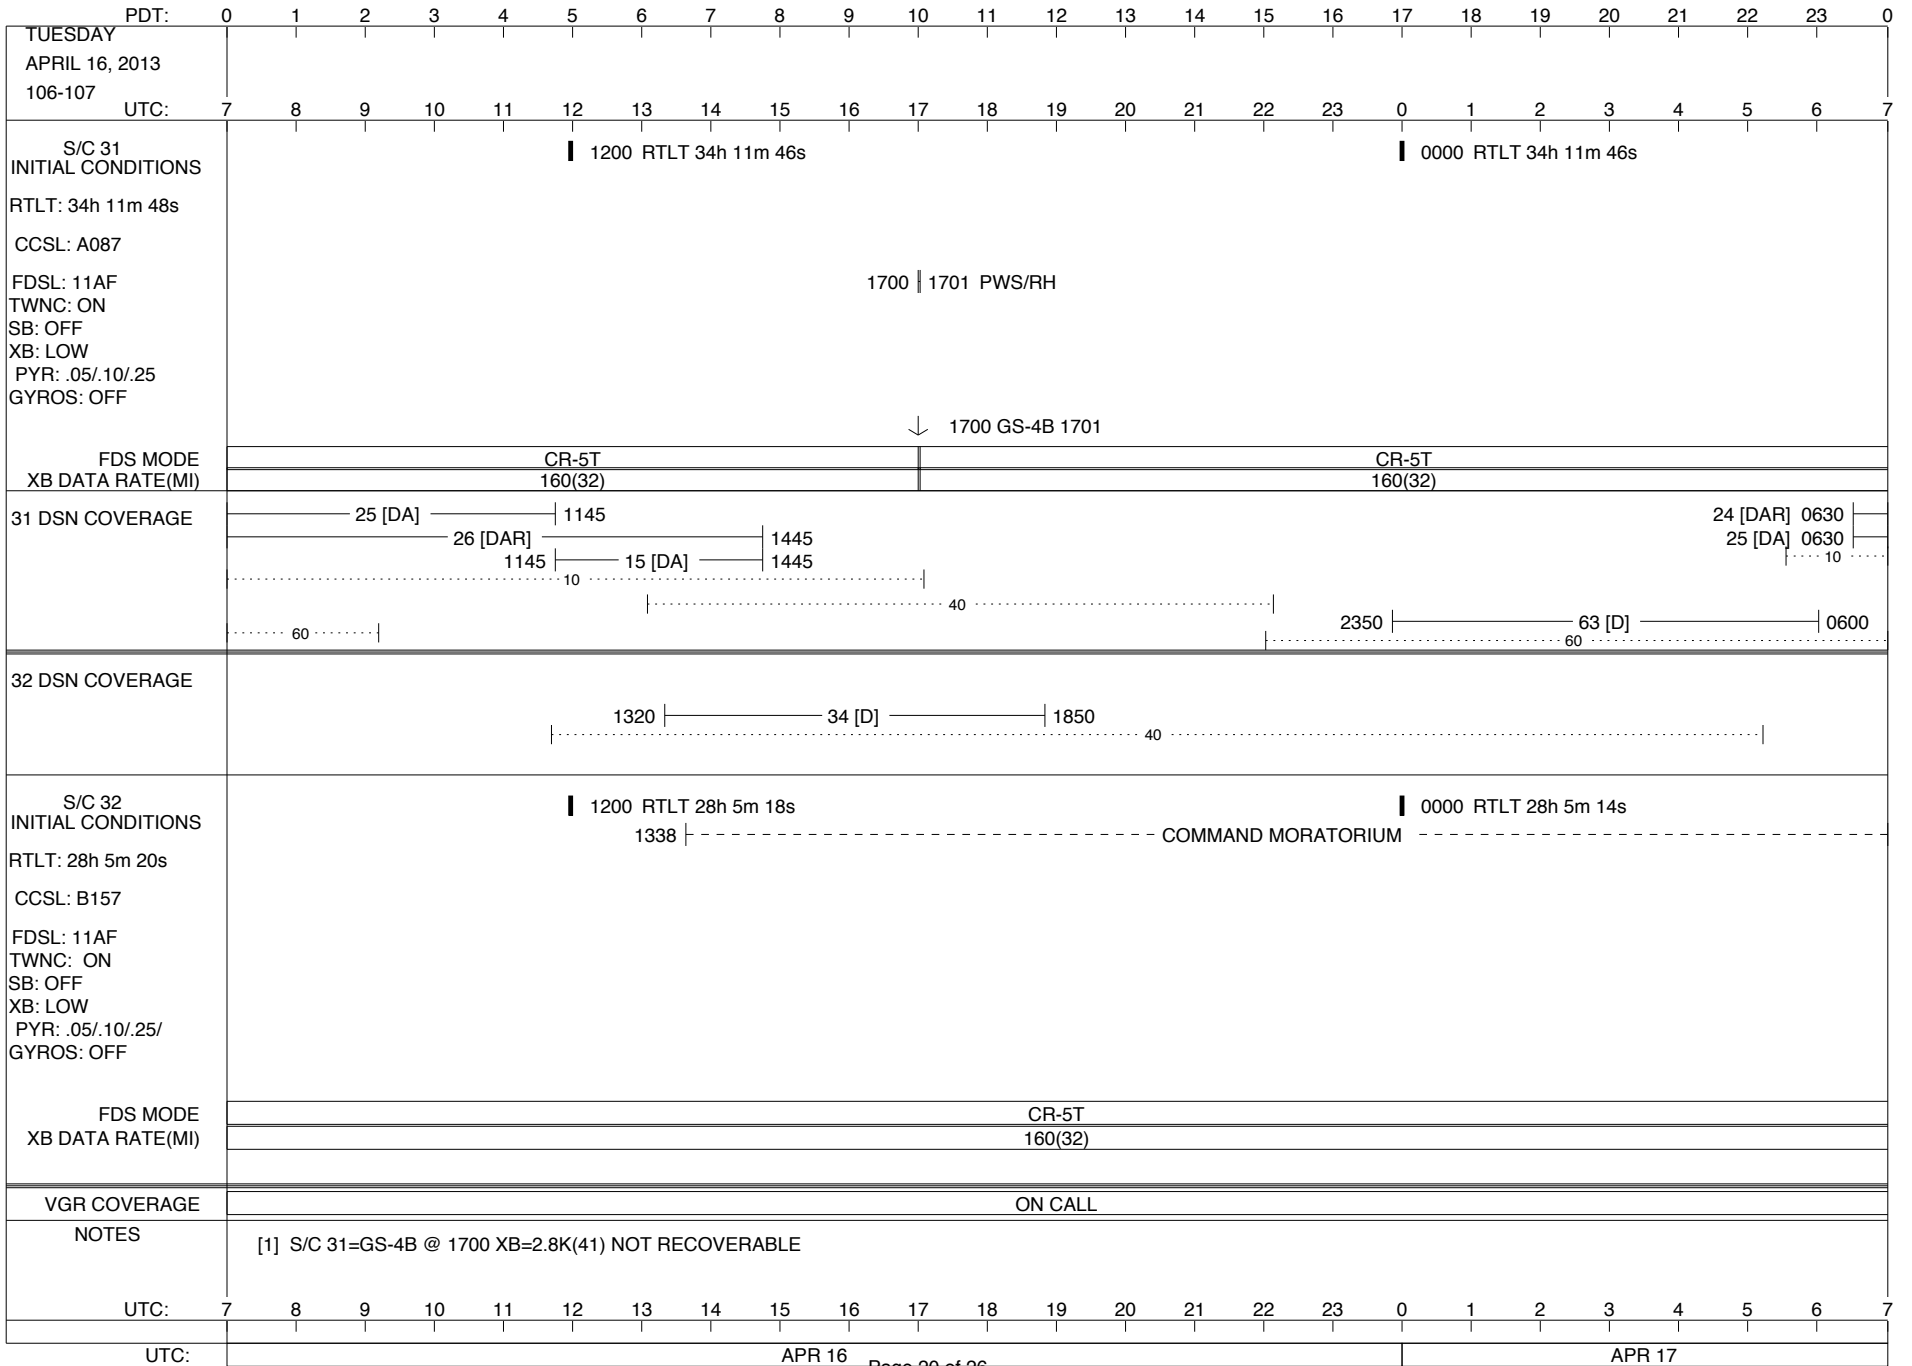 PDT: 0 1 2 3 4 5 6 7 8 9 10 11 12 13 14 15 16 17 18 19 20 21 22 23 0
TUESDAY
APRIL 16, 2013
106-107
UTC: 7 8 9 10 11 12 13 14 15 16 17 18 19 20 21 22 23 0 1 2 3 4 5 6 7
S/C 31
INITIAL CONDITIONS
1200 RTLT 34h 11m 46s
0000 RTLT 34h 11m 46s
RTLT: 34h 11m 48s
CCSL: A087
FDSL: 11AF
1700 1701 PWS/RH
TWNC: ON
SB: OFF
XB: LOW
PYR: .05/.10/.25
GYROS: OFF
1700 GS-4B 1701
FDS MODE CR-5T CR-5T
XB DATA RATE(MI) 160(32) 160(32)
31 DSN COVERAGE
25 [DA] 1145
24 [DAR] 0630
26 [DAR] 1445
25 [DA] 0630
1145 15 [DA] 1445
10
10
40
2350 63 [D] 0600
60
60
32 DSN COVERAGE
1320 34 [D] 1850
40
S/C 32
INITIAL CONDITIONS
1200 RTLT 28h 5m 18s
0000 RTLT 28h 5m 14s
1338 COMMAND MORATORIUM
RTLT: 28h 5m 20s
CCSL: B157
FDSL: 11AF
TWNC: ON
SB: OFF
XB: LOW
PYR: .05/.10/.25/
GYROS: OFF
FDS MODE CR-5T
XB DATA RATE(MI) 160(32)
VGR COVERAGE ON CALL
NOTES
[1] S/C 31=GS-4B @ 1700 XB=2.8K(41) NOT RECOVERABLE
UTC: 7 8 9 10 11 12 13 14 15 16 17 18 19 20 21 22 23 0 1 2 3 4 5 6 7
UTC: APR 16 APR 17